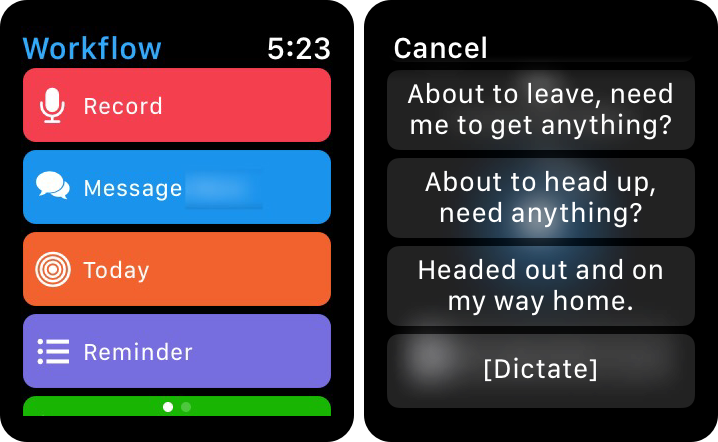 Workflow 5:23
Record
Message
Today
Reminder
Cancel
About to leave, need
me to get anything?
About to head up,
need anything?
Headed out and on
my way home.
[Dictate]